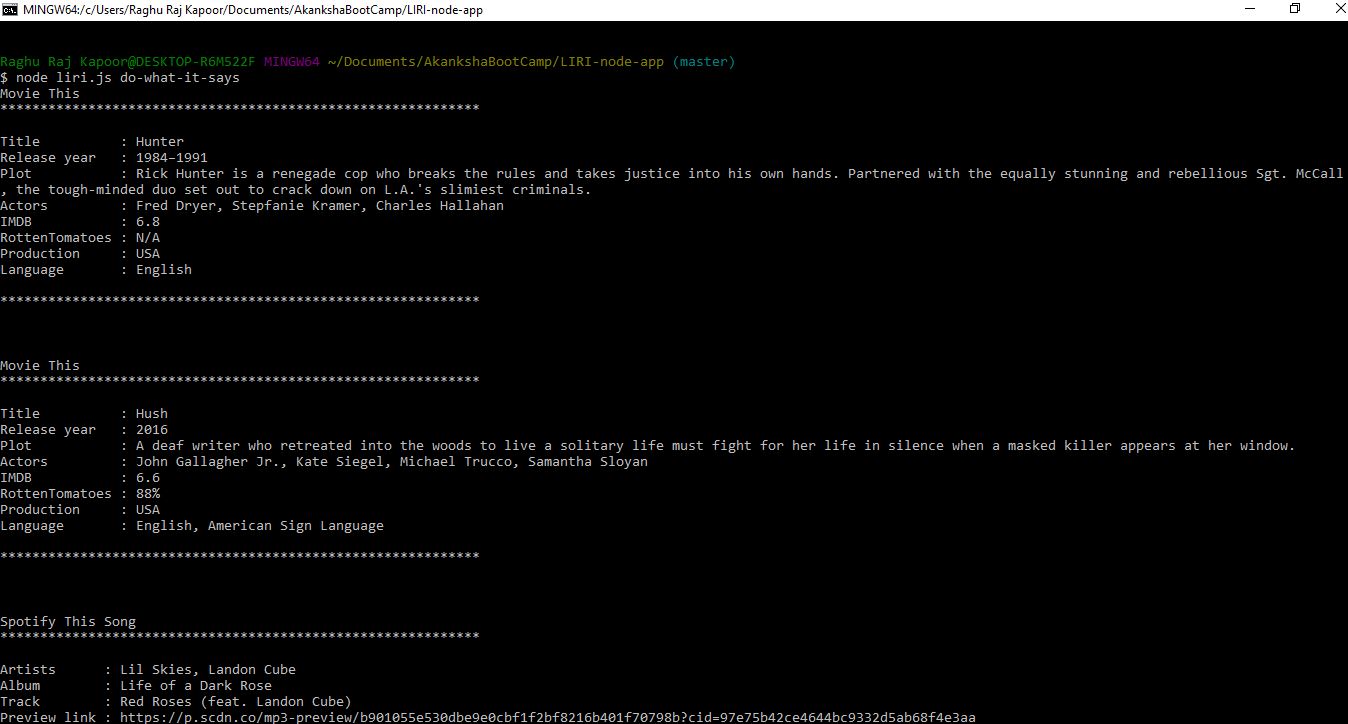 MINGW64:/c/Users/Raghu Raj Kapoor/Documents/AkankshaBootCamp/LIRI-node-app
Raghu Raj Kapoor@DESKTOP-R6M522F MINGW64 ~/Documents/AkankshaBootCamp/LIRI-node-app (master)
$ node liri.js do-what-it-says
Movie This
************************************************************
Title          : Hunter
Release year   : 1984–1991
Plot           : Rick Hunter is a renegade cop who breaks the rules and takes justice into his own hands. Partnered with the equally stunning and rebellious Sgt. McCall
, the tough-minded duo set out to crack down on L.A.'s slimiest criminals.
Actors         : Fred Dryer, Stepfanie Kramer, Charles Hallahan
IMDB           : 6.8
RottenTomatoes : N/A
Production     : USA
Language       : English
************************************************************
Movie This
************************************************************
Title          : Hush
Release year   : 2016
Plot           : A deaf writer who retreated into the woods to live a solitary life must fight for her life in silence when a masked killer appears at her window.
Actors         : John Gallagher Jr., Kate Siegel, Michael Trucco, Samantha Sloyan
IMDB           : 6.6
RottenTomatoes : 88%
Production     : USA
Language       : English, American Sign Language
************************************************************
Spotify This Song
************************************************************
Artists      : Lil Skies, Landon Cube
Album        : Life of a Dark Rose
Track        : Red Roses (feat. Landon Cube)
Preview link : https://p.scdn.co/mp3-preview/b901055e530dbe9e0cbf1f2bf8216b401f70798b?cid=97e75b42ce4644bc9332d5ab68f4e3aa